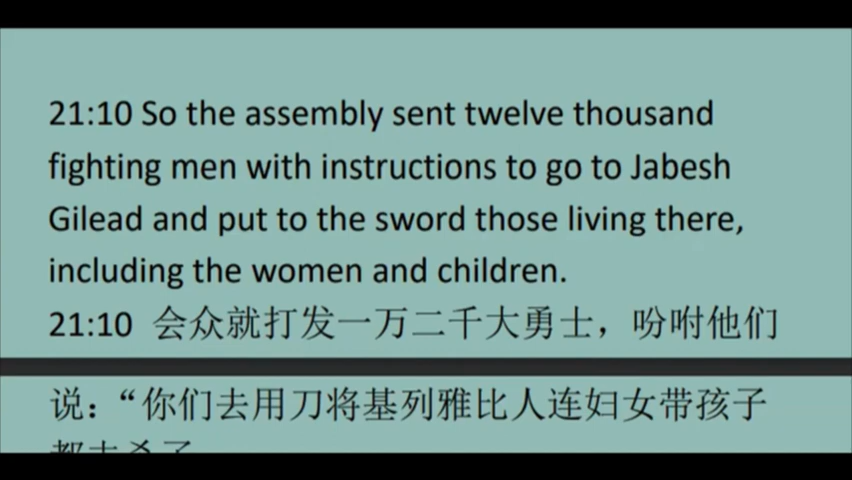 21:10 So the assembly sent twelve thousand
fighting men with instructions to go to Jabesh
Gilead and put to the sword those living there,
including the women and children.
21:10 会众就打发一万二千大勇士，吩咐他们
说：“你们去用刀将基列雅比人连妇女带孩子